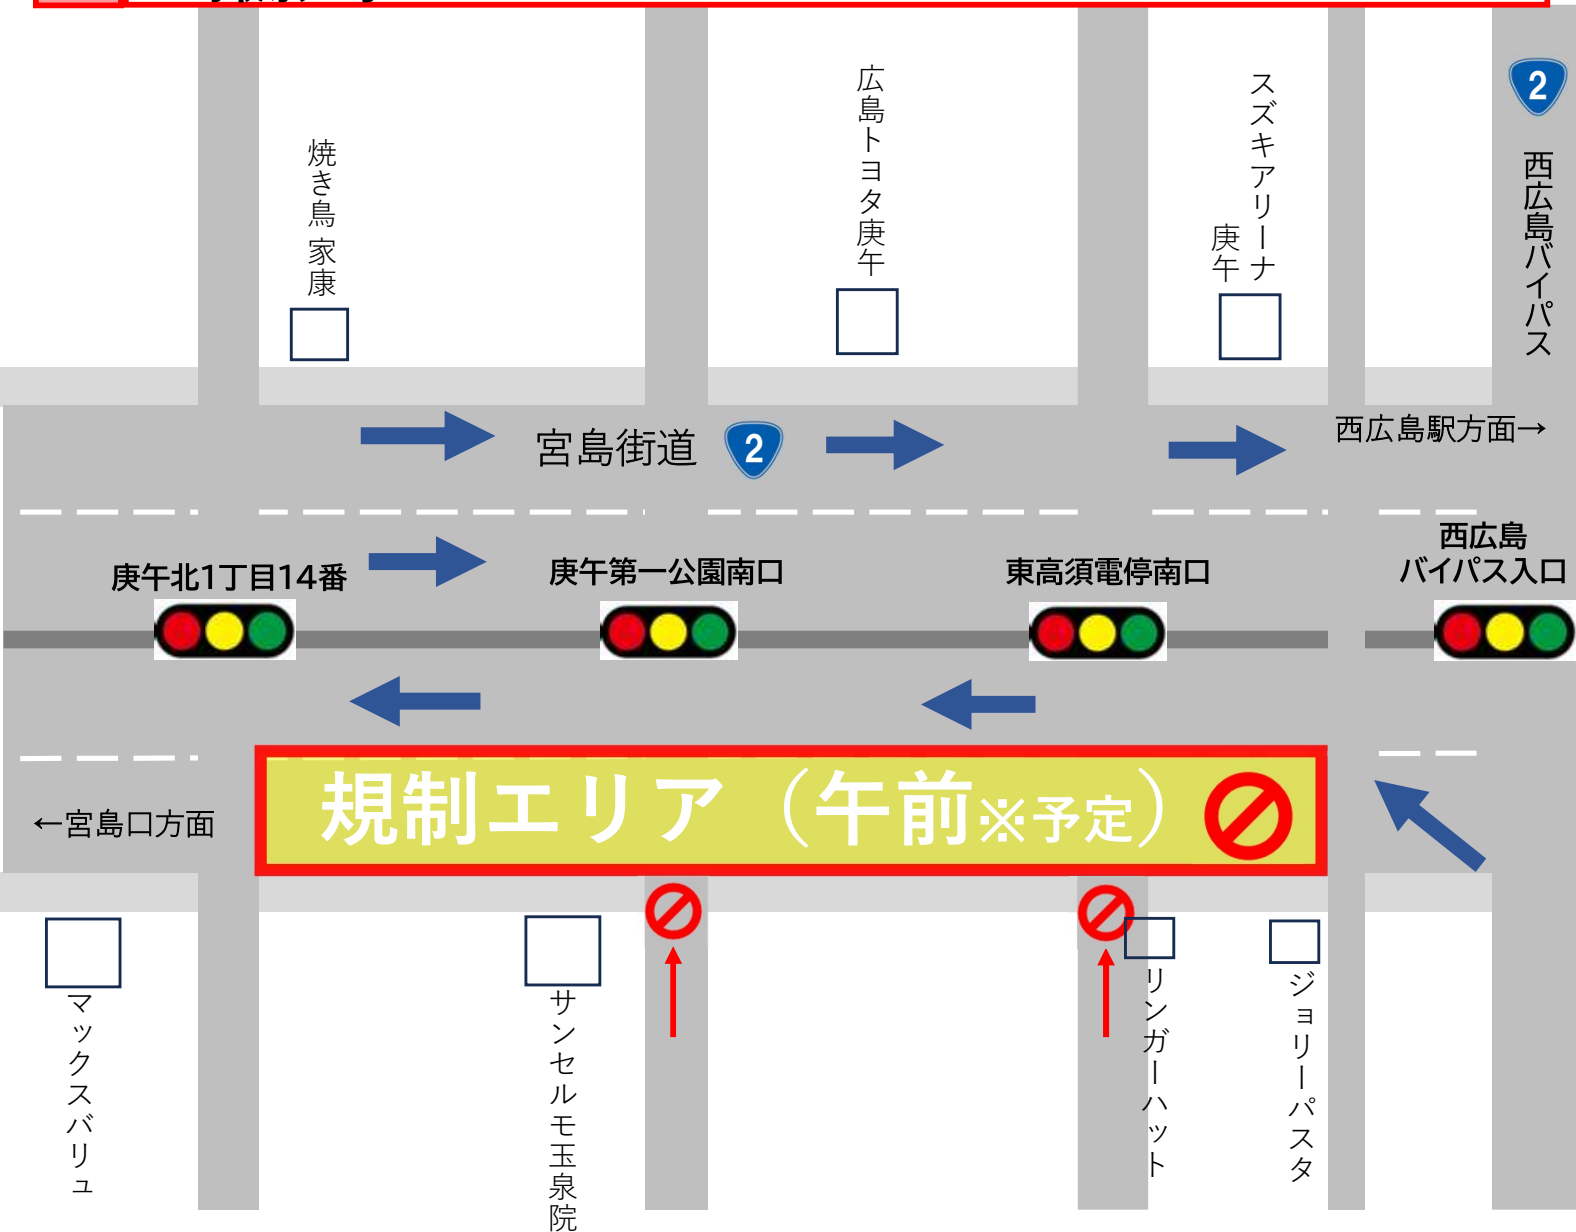 2
西広島バイパス
スズキアリーナ
庚午
広島トヨタ庚午
焼き鳥 家康
宮島街道
2
西広島駅方面→
庚午北1丁目14番
庚午第一公園南口
東高須電停南口
西広島
バイパス入口
←宮島口方面
規制エリア（午前※予定）
マックスバリュ
サンセルモ玉泉院
リンガーハット
ジョリーパスタ